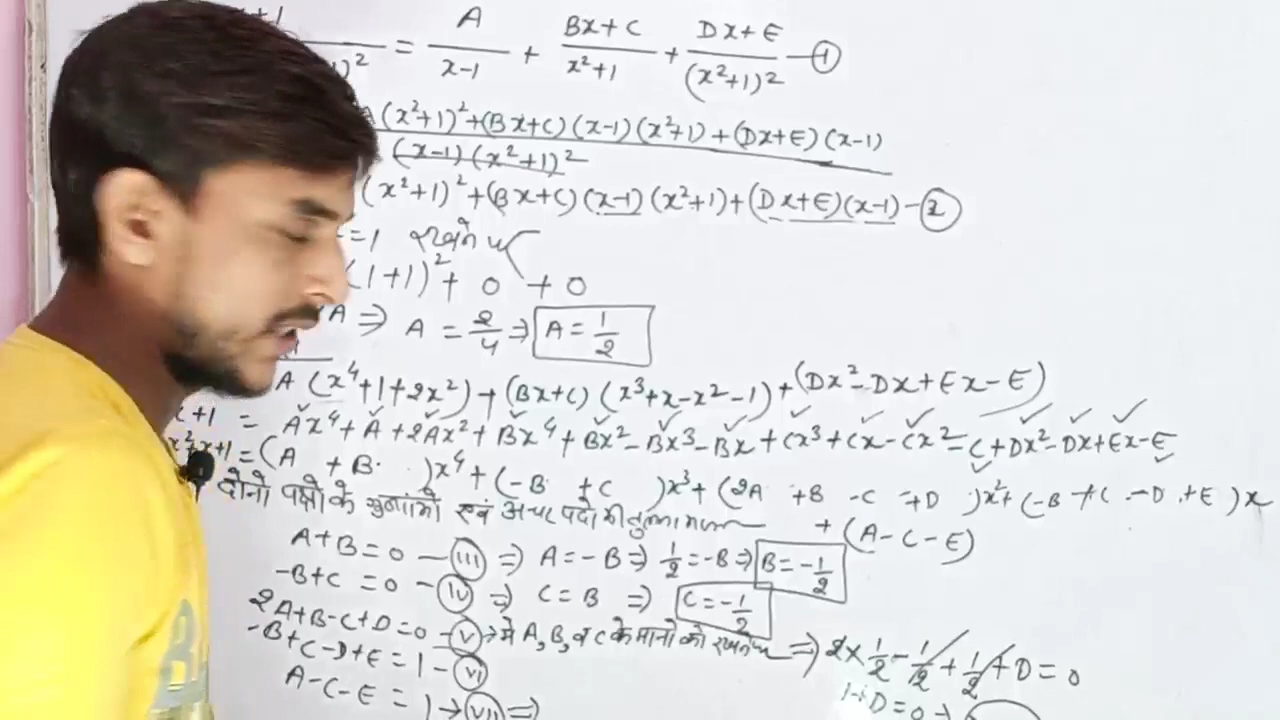 )² = A/(x-1) + (Bx+C)/(x²+1) + (Dx+E)/(x²+1)² — ①
A(x²+1)²+(Bx+C)(x-1)(x²+1)+(Dx+E)(x-1)
(x-1)(x²+1)²
(x²+1)²+(Bx+C)(x-1)(x²+1)+(Dx+E)(x-1) - ②
=1 रखने पर
(1+1)² + 0 + 0
A ⇒ A = 2/4 ⇒ A = 1/2
A(x⁴+1+2x²)+(Bx+C)(x³+x-x²-1)+(Dx²-Dx+Ex-E)
x+1 = Ax⁴+A+2Ax²+Bx⁴+Bx²-Bx³-Bx+Cx³+Cx-Cx²-C+Dx²-Dx+Ex-E
x²+x+1=(A +B )x⁴+(-B +C )x³+(2A +B -C +D )x²+(-B +C -D +E)x
+(A-C-E)
दोनो पक्षो के गुणांको एवं अचर पदो की तुलना
A+B=0 — III ⇒ A=-B ⇒ 1/2=-B ⇒ B=-1/2
-B+C=0 - IV ⇒ C=B ⇒ C=-1/2
2A+B-C+D=0 - V → मे A, B, व C के मानो को रखने पर ⇒ 2×1/2-1/2+1/2+D=0
-B+C-D+E=1 - VI
1+D=0 ⇒
A-C-E=1 → VII ⇒
B